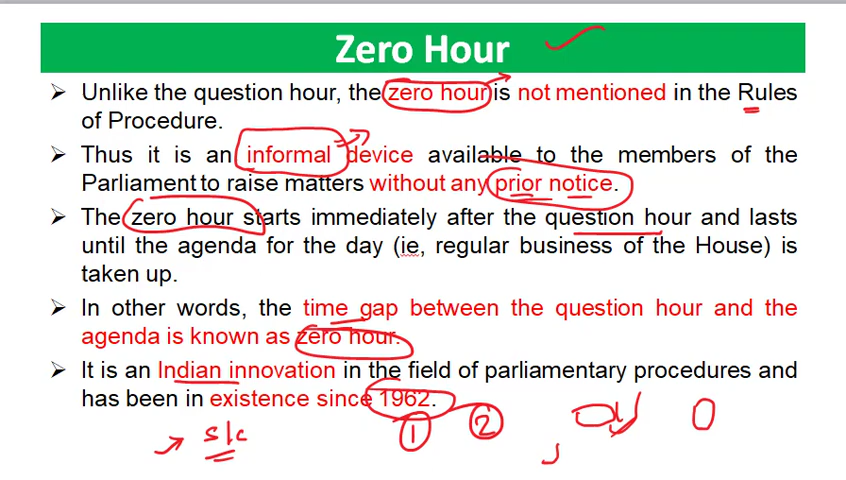 Zero Hour
➢ Unlike the question hour, the zero hour is not mentioned in the Rules
of Procedure.
➢ Thus it is an informal device available to the members of the
Parliament to raise matters without any prior notice.
➢ The zero hour starts immediately after the question hour and lasts
until the agenda for the day (ie, regular business of the House) is
taken up.
➢ In other words, the time gap between the question hour and the
agenda is known as zero hour.
➢ It is an Indian innovation in the field of parliamentary procedures and
has been in existence since 1962.
S/C 1 2